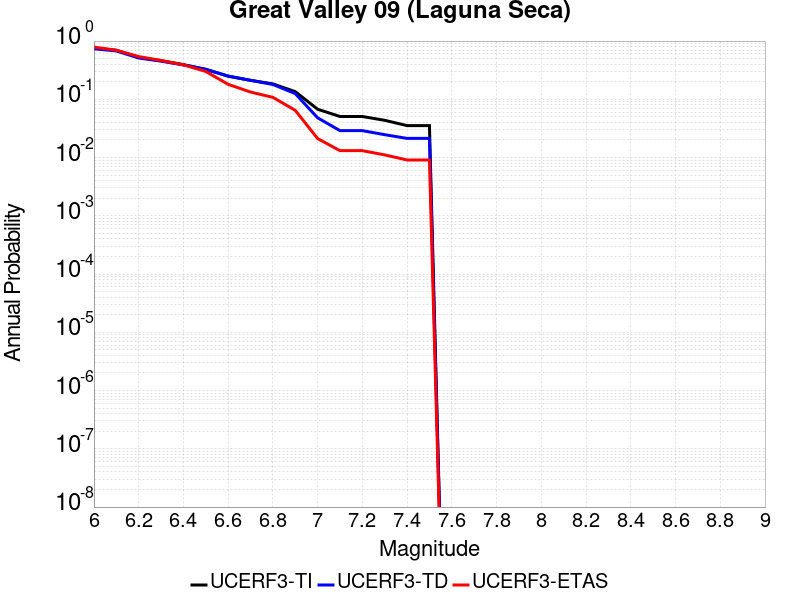 Great Valley 09 (Laguna Seca)
Annual Probability
10^0
10^-1
10^-2
10^-3
10^-4
10^-5
10^-6
10^-7
10^-8
6 6.2 6.4 6.6 6.8 7 7.2 7.4 7.6 7.8 8 8.2 8.4 8.6 8.8 9
Magnitude
UCERF3-TI UCERF3-TD UCERF3-ETAS